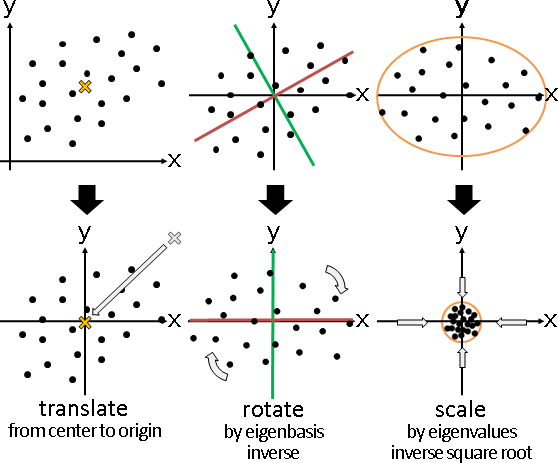 y
y
y
x
x
x
y
y
y
x
x
x
translate
from center to origin
rotate
by eigenbasis
inverse
scale
by eigenvalues
inverse square root